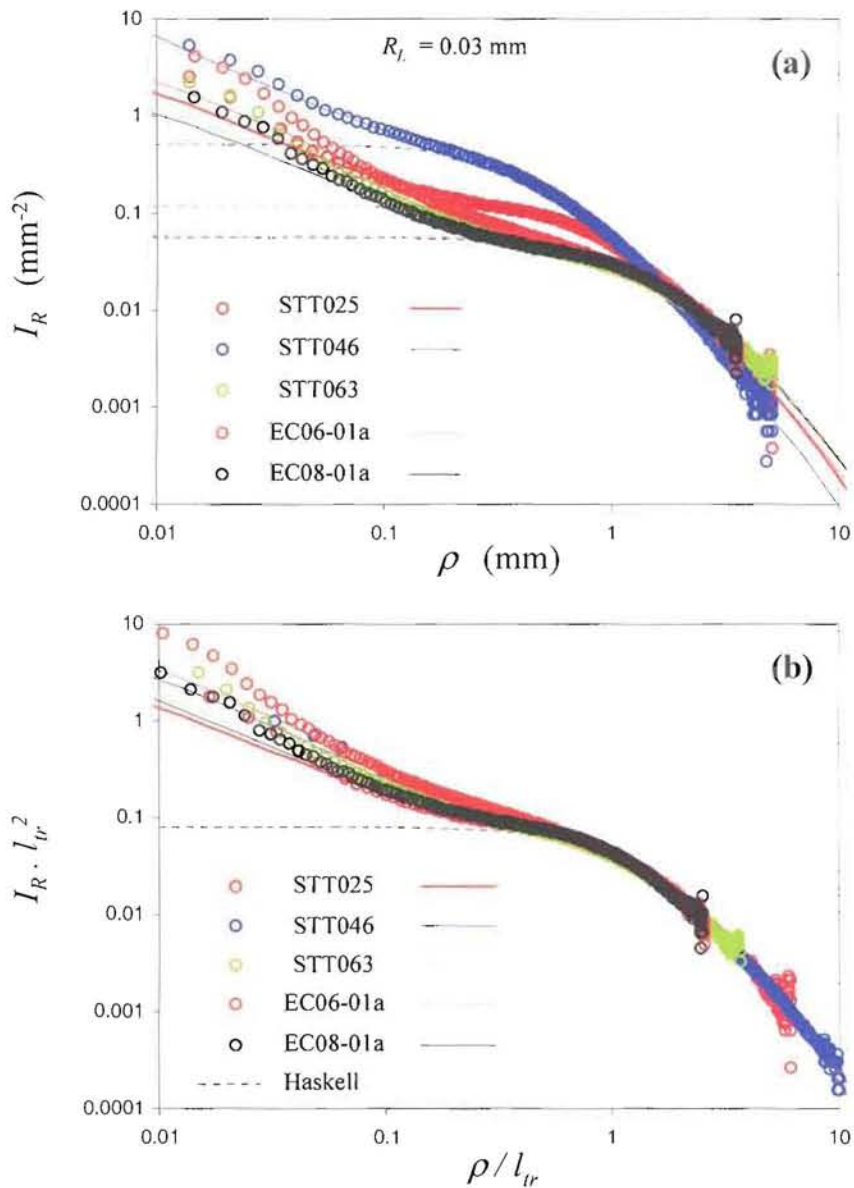 10
R_L = 0.03 mm
(a)
1
0.1
I_R (mm⁻²)
0.01
0.001
0.0001
STT025
STT046
STT063
EC06-01a
EC08-01a
0.01
0.1
1
10
ρ (mm)
10
(b)
1
0.1
I_R · l_tr²
0.01
0.001
0.0001
STT025
STT046
STT063
EC06-01a
EC08-01a
Haskell
0.01
0.1
1
10
ρ / l_tr